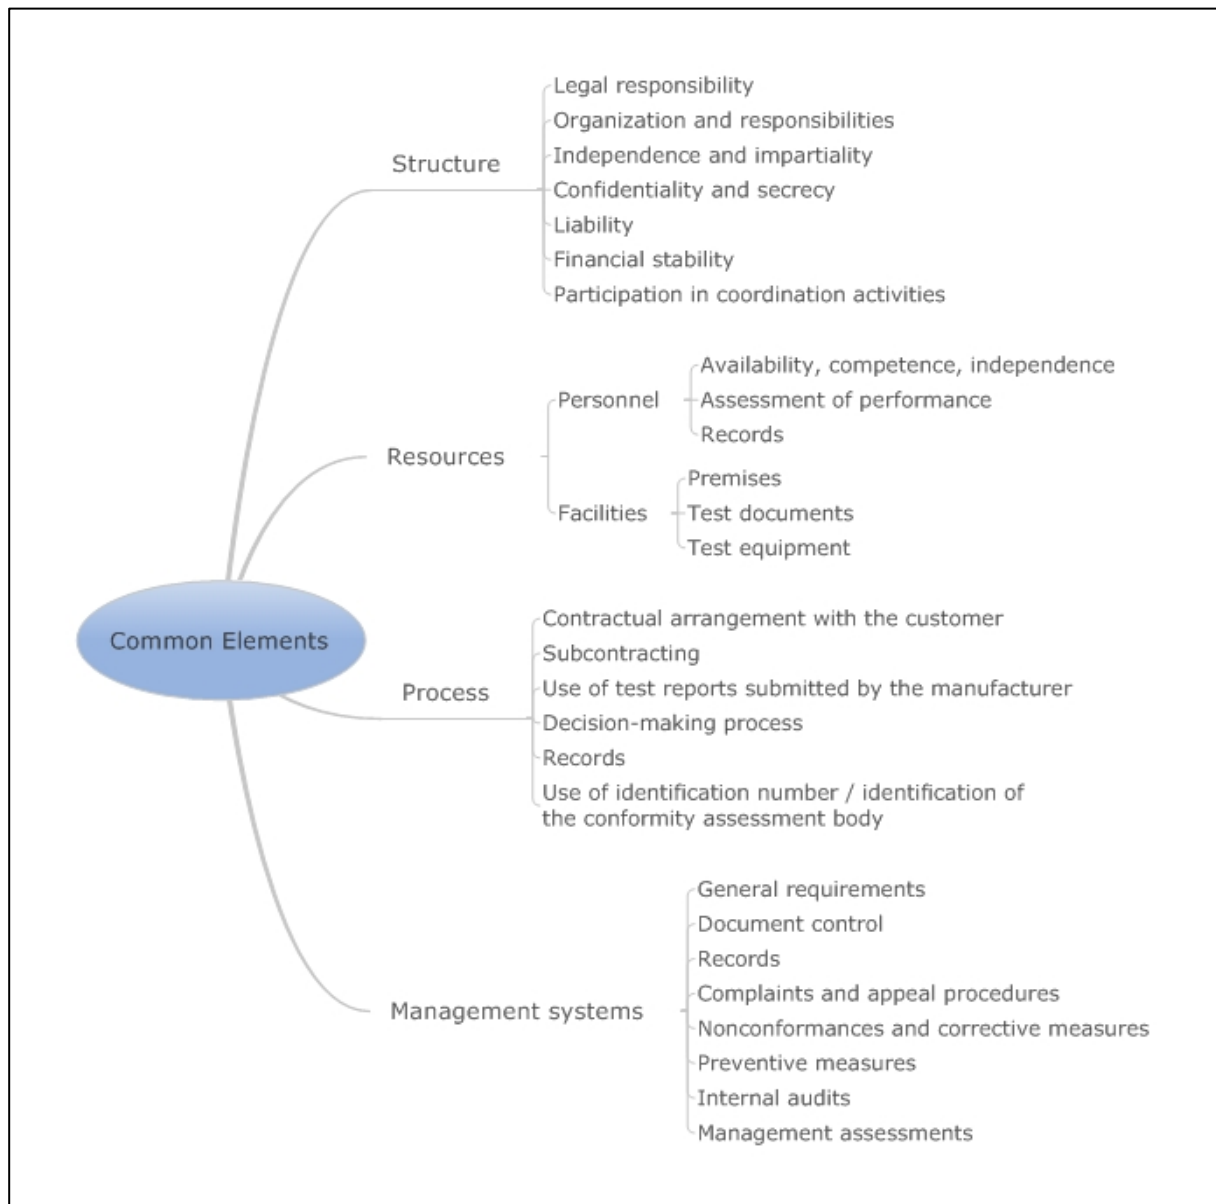 Common Elements
Structure
Legal responsibility
Organization and responsibilities
Independence and impartiality
Confidentiality and secrecy
Liability
Financial stability
Participation in coordination activities
Resources
Personnel
Availability, competence, independence
Assessment of performance
Records
Facilities
Premises
Test documents
Test equipment
Process
Contractual arrangement with the customer
Subcontracting
Use of test reports submitted by the manufacturer
Decision-making process
Records
Use of identification number / identification of
the conformity assessment body
Management systems
General requirements
Document control
Records
Complaints and appeal procedures
Nonconformances and corrective measures
Preventive measures
Internal audits
Management assessments